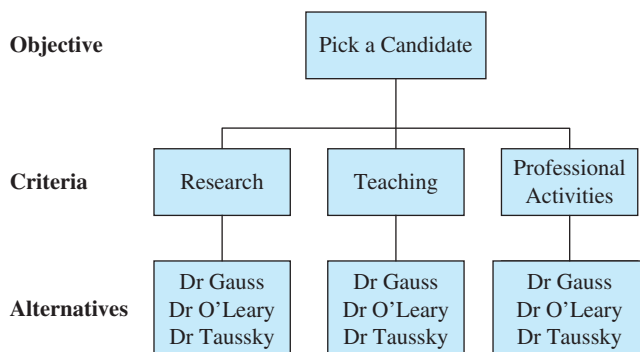 Objective
Pick a Candidate
Criteria
Research
Teaching
Professional
Activities
Alternatives
Dr Gauss
Dr O'Leary
Dr Taussky
Dr Gauss
Dr O'Leary
Dr Taussky
Dr Gauss
Dr O'Leary
Dr Taussky